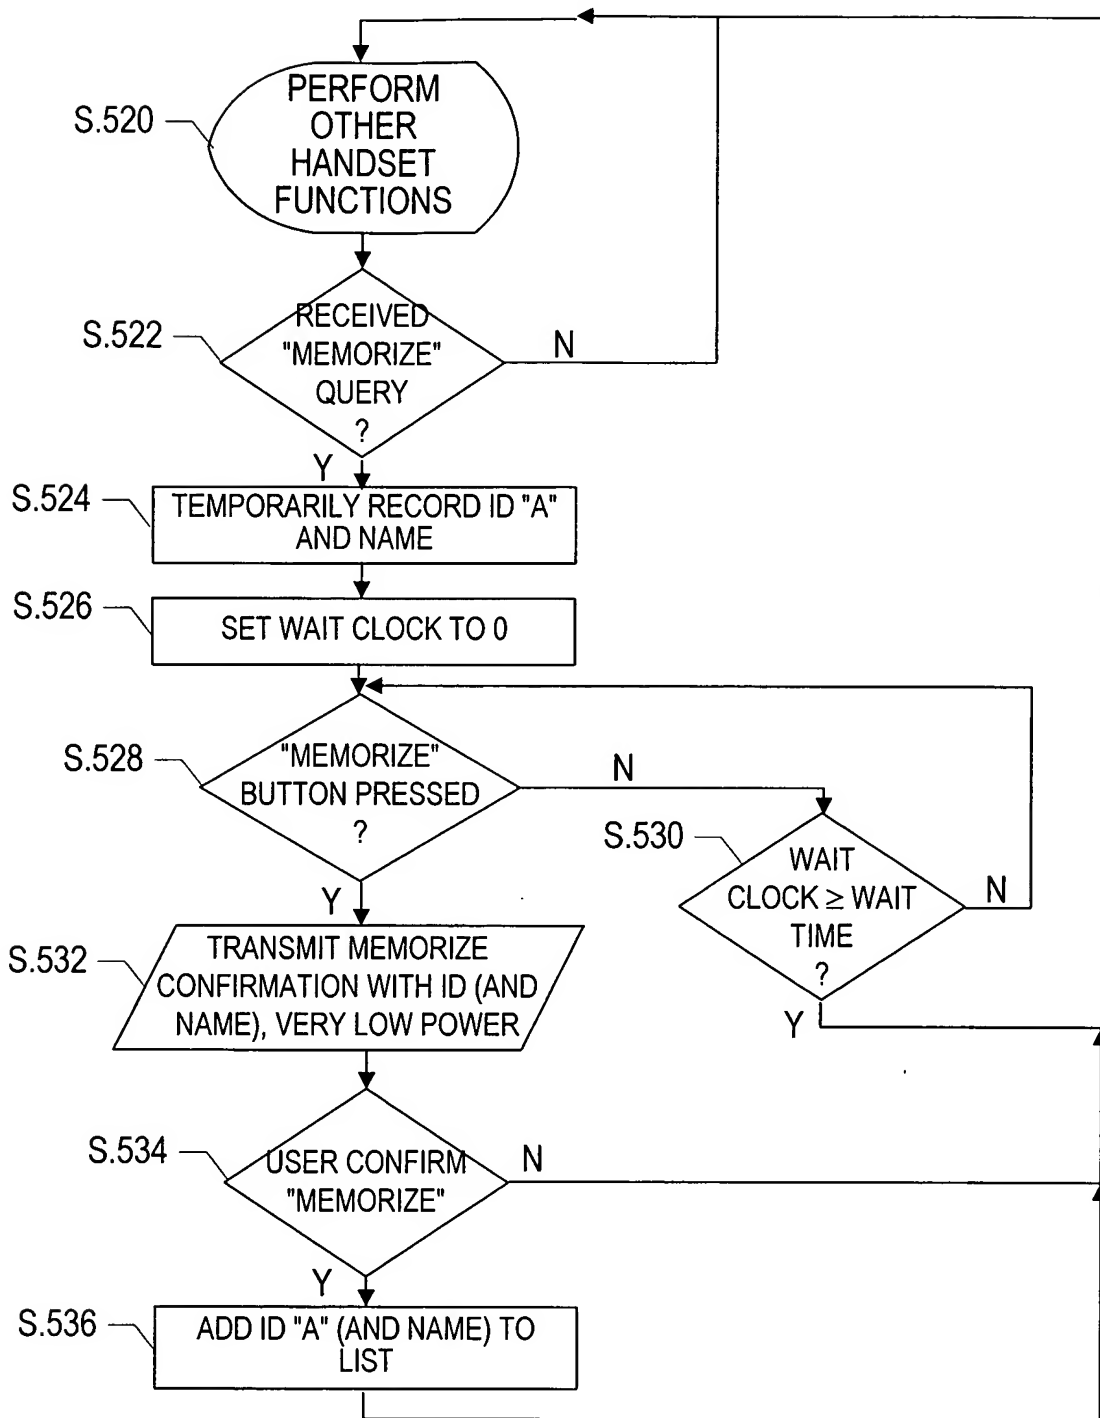 PERFORM
OTHER
HANDSET
FUNCTIONS
S.520
RECEIVED
"MEMORIZE"
QUERY
?
S.522
N
Y
S.524
TEMPORARILY RECORD ID "A"
AND NAME
S.526
SET WAIT CLOCK TO 0
S.528
"MEMORIZE"
BUTTON PRESSED
?
N
Y
S.530
WAIT
CLOCK ≥ WAIT
TIME
?
N
Y
S.532
TRANSMIT MEMORIZE
CONFIRMATION WITH ID (AND
NAME), VERY LOW POWER
S.534
USER CONFIRM
"MEMORIZE"
N
Y
S.536
ADD ID "A" (AND NAME) TO
LIST